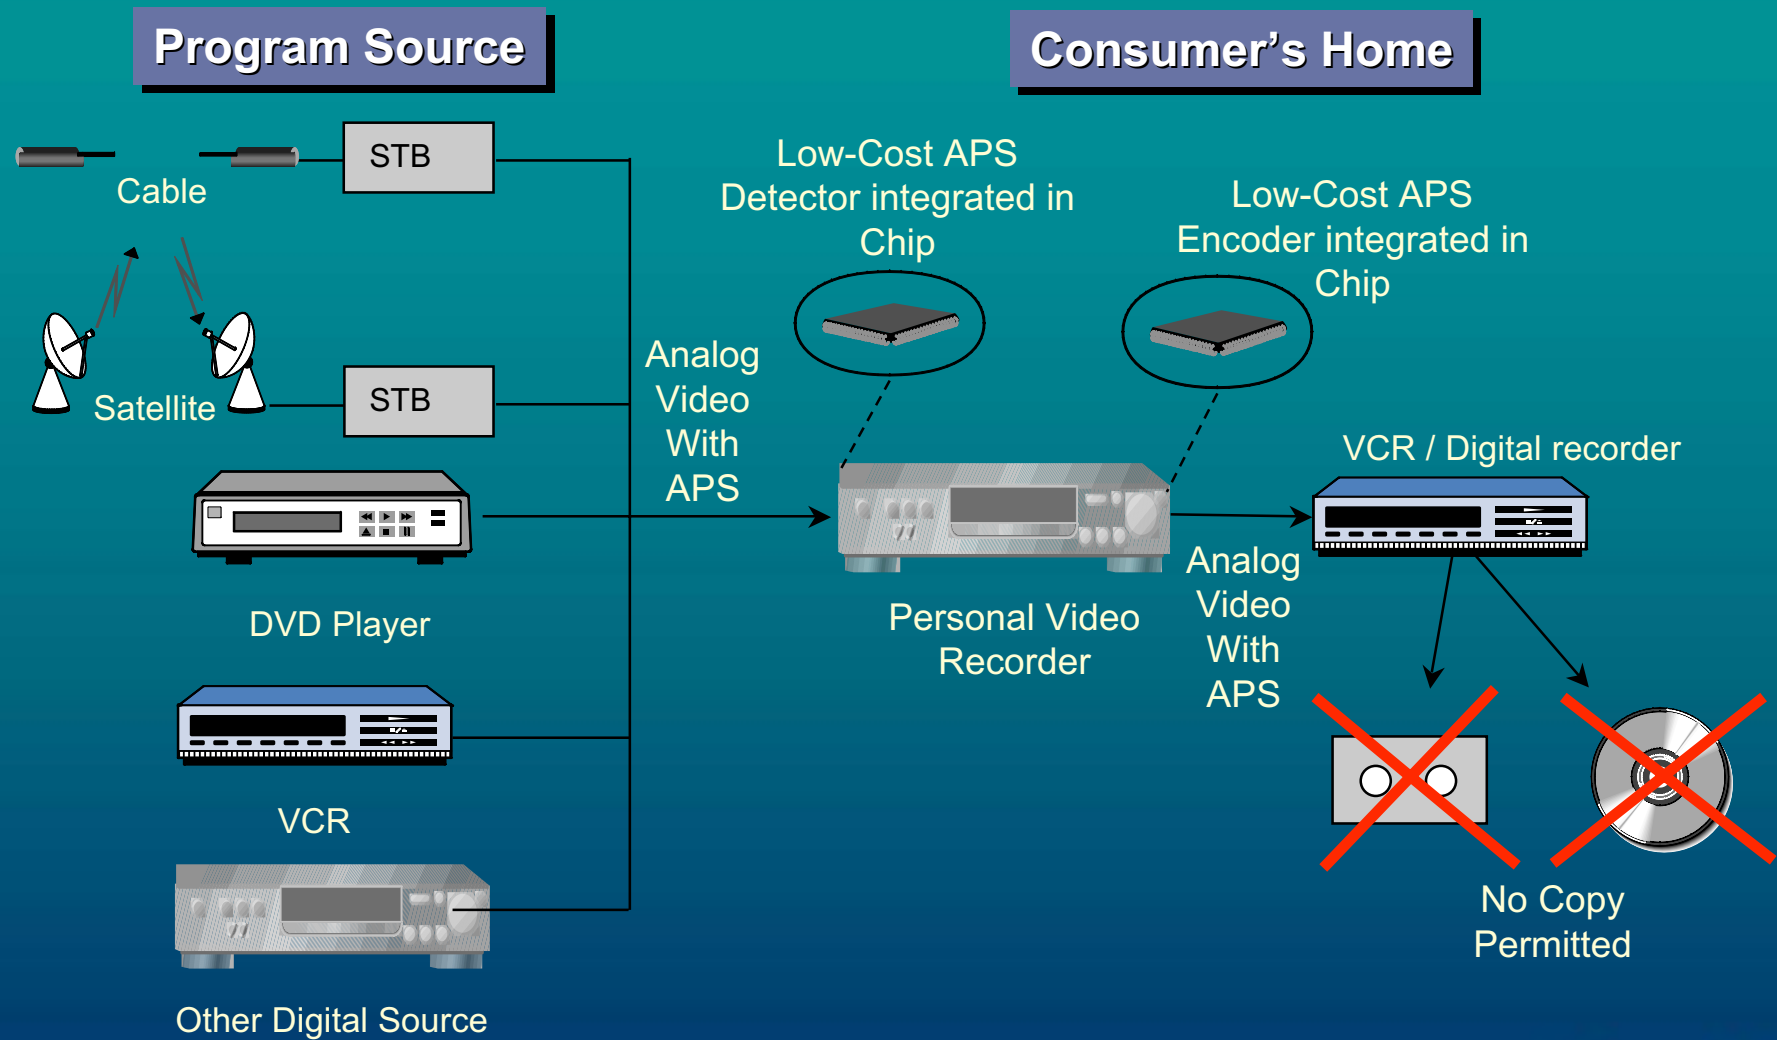 Program Source
Consumer's Home
STB
Cable
Low-Cost APS
Detector integrated in
Chip
Low-Cost APS
Encoder integrated in
Chip
Satellite
STB
Analog
Video
With
APS
VCR / Digital recorder
DVD Player
Personal Video
Recorder
Analog
Video
With
APS
VCR
No Copy
Permitted
Other Digital Source